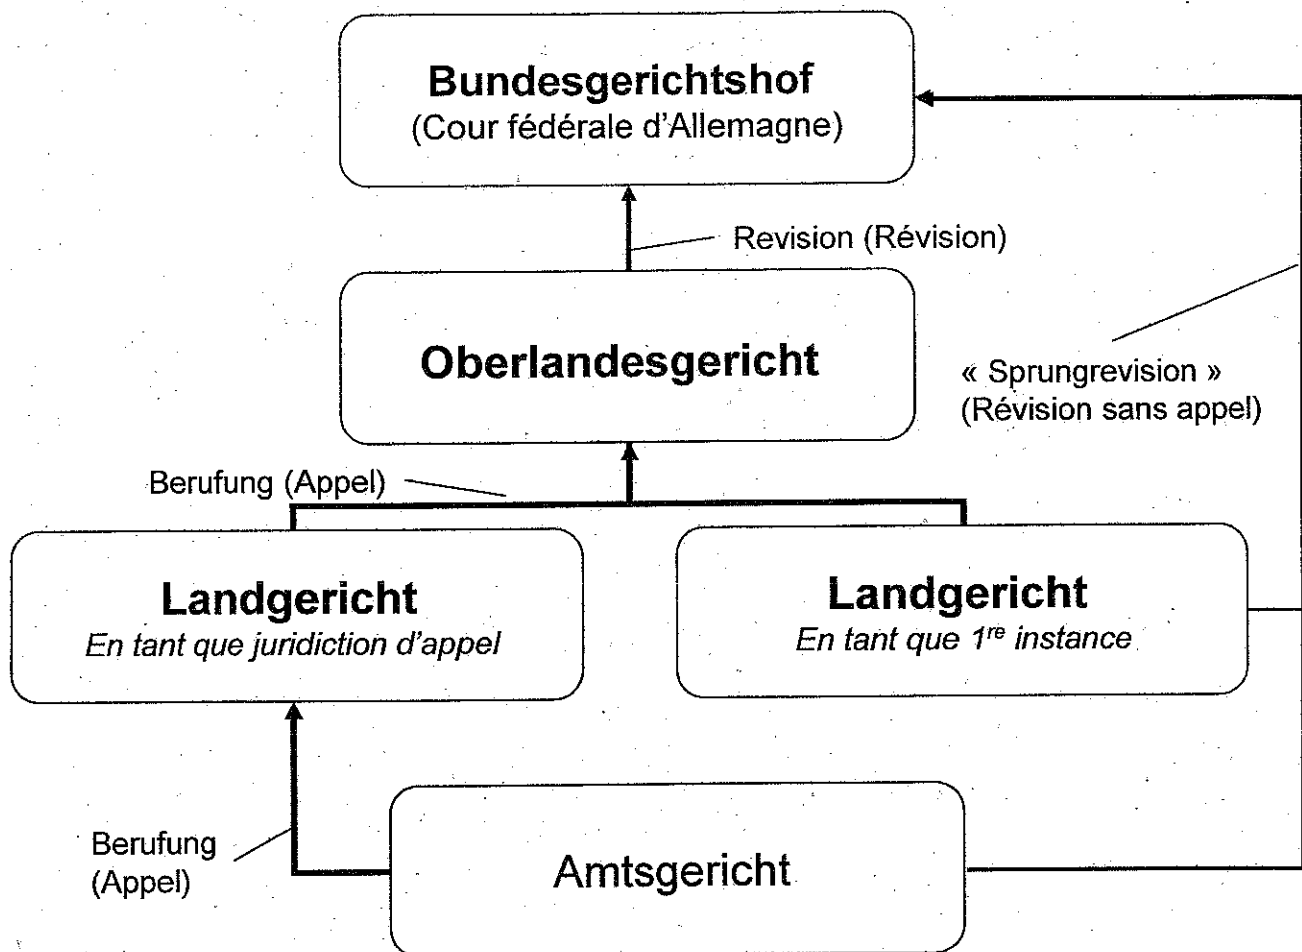 Bundesgerichtshof
(Cour fédérale d'Allemagne)
Revision (Révision)
Oberlandesgericht
« Sprungrevision »
(Révision sans appel)
Berufung (Appel)
Landgericht
En tant que juridiction d'appel
Landgericht
En tant que 1re instance
Berufung
(Appel)
Amtsgericht